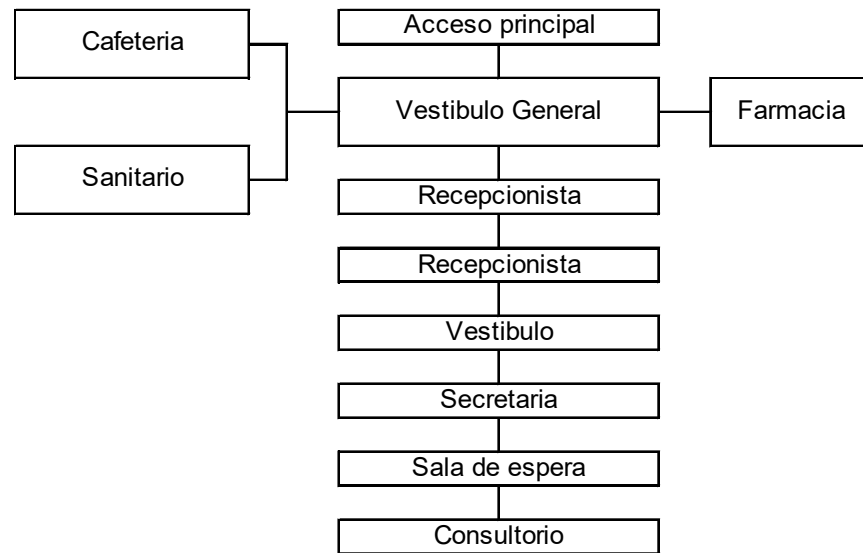 Cafeteria
Acceso principal
Vestibulo General
Farmacia
Sanitario
Recepcionista
Recepcionista
Vestibulo
Secretaria
Sala de espera
Consultorio